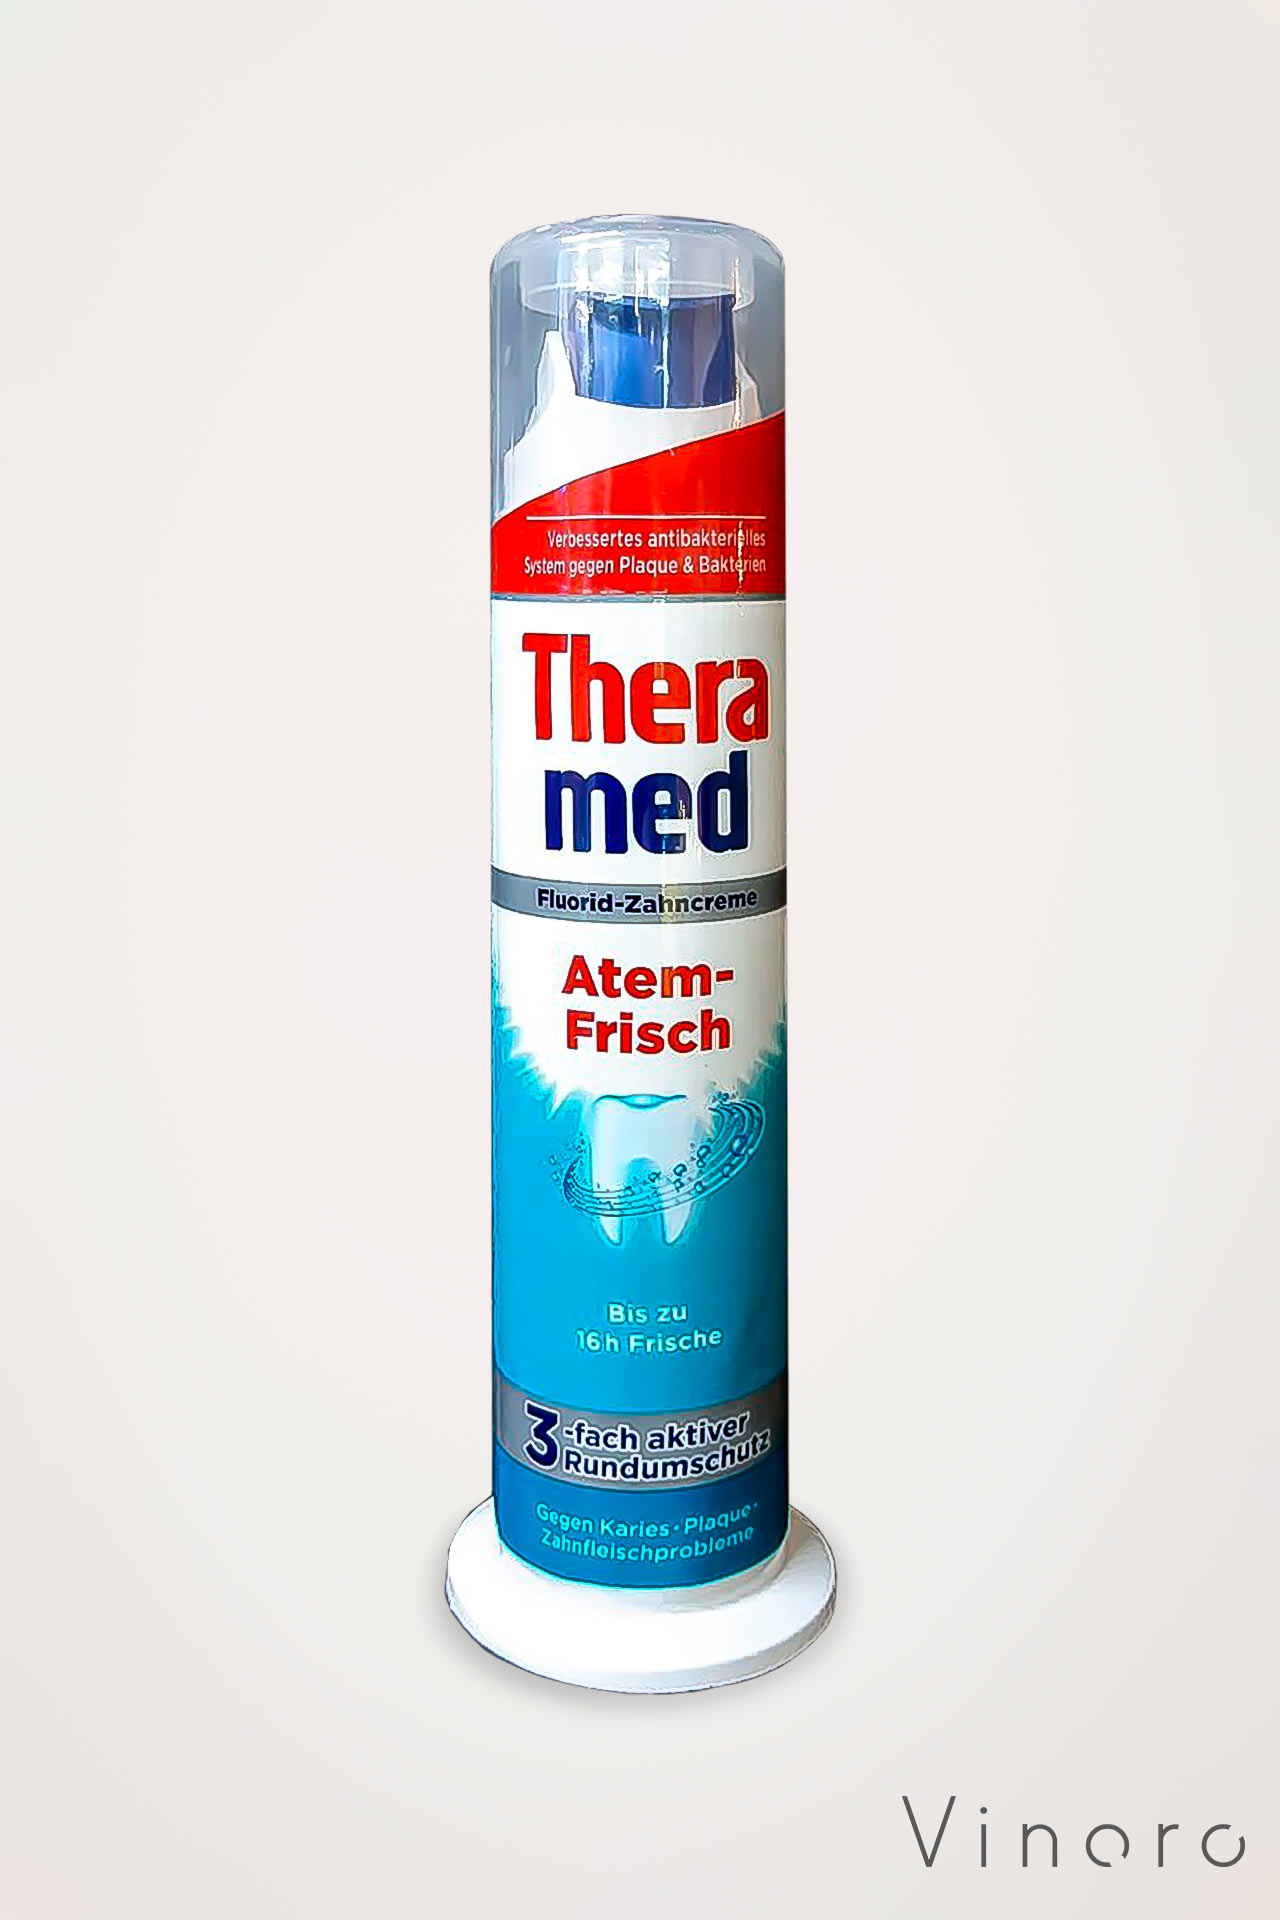 Verbessertes antibakterielles
System gegen Plaque & Bakterien
Thera
med
Fluorid-Zahncreme
Atem-
Frisch
Bis zu
16h Frische
3-fach aktiver
Rundumschutz
Gegen Karies · Plaque ·
Zahnfleischprobleme
Vinoro